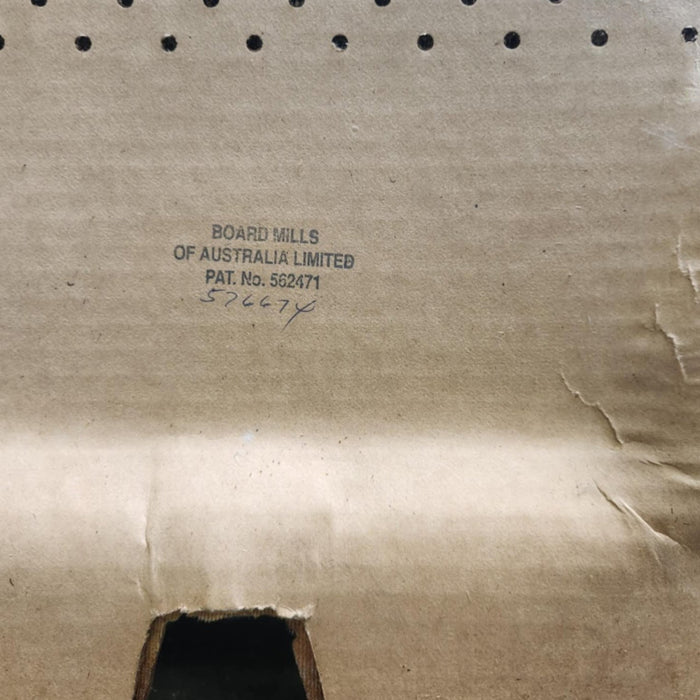 BOARD MILLS
OF AUSTRALIA LIMITED
PAT. No. 562471
576674